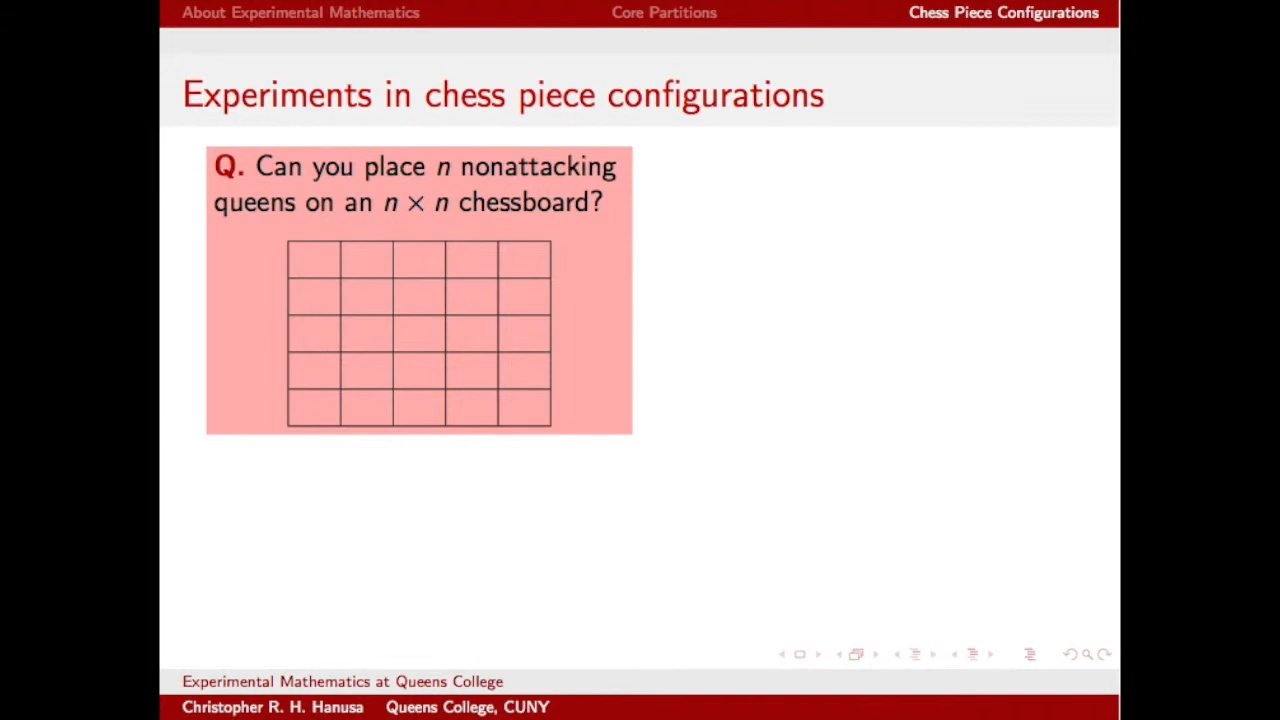 About Experimental Mathematics Core Partitions Chess Piece Configurations
Experiments in chess piece configurations
Q. Can you place n nonattacking
queens on an n × n chessboard?
Experimental Mathematics at Queens College
Christopher R. H. Hanusa Queens College, CUNY